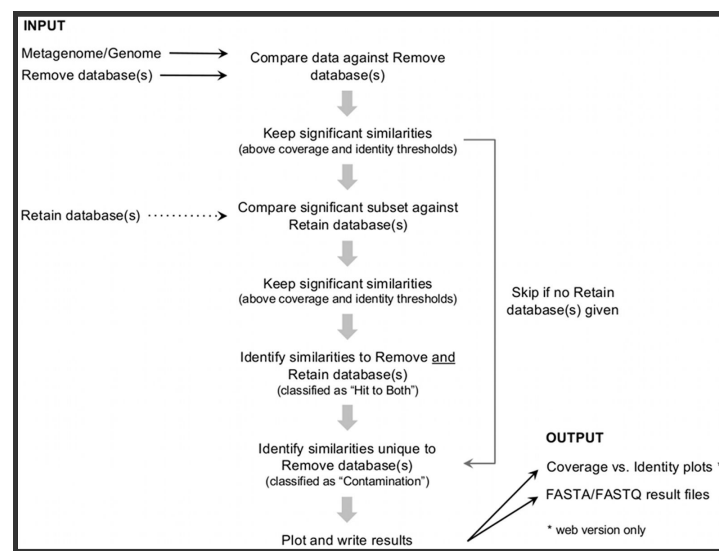 INPUT
Metagenome/Genome
Remove database(s)
Compare data against Remove
database(s)
Keep significant similarities
(above coverage and identity thresholds)
Retain database(s)
Compare significant subset against
Retain database(s)
Keep significant similarities
(above coverage and identity thresholds)
Skip if no Retain
database(s) given
Identify similarities to Remove and
Retain database(s)
(classified as “Hit to Both”)
Identify similarities unique to
Remove database(s)
(classified as “Contamination”)
Plot and write results
OUTPUT
Coverage vs. Identity plots *
FASTA/FASTQ result files
* web version only